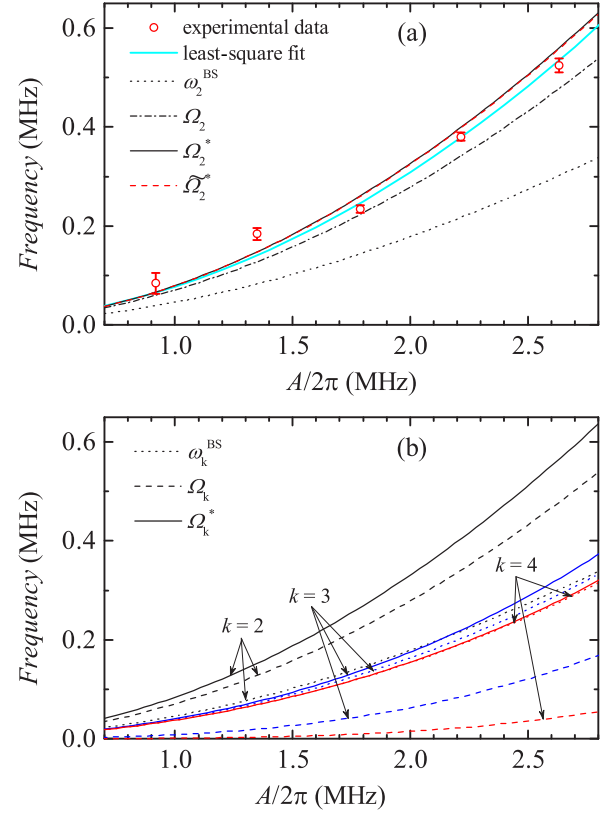 (a)
experimental data
least-square fit
ω₂ᴮˢ
Ω₂
Ω₂*
Ω̃₂*
Frequency (MHz)
0.6
0.4
0.2
0.0
1.0 1.5 2.0 2.5
A/2π (MHz)
(b)
ωₖᴮˢ
Ωₖ
Ωₖ*
k = 2
k = 3
k = 4
Frequency (MHz)
0.6
0.4
0.2
0.0
1.0 1.5 2.0 2.5
A/2π (MHz)